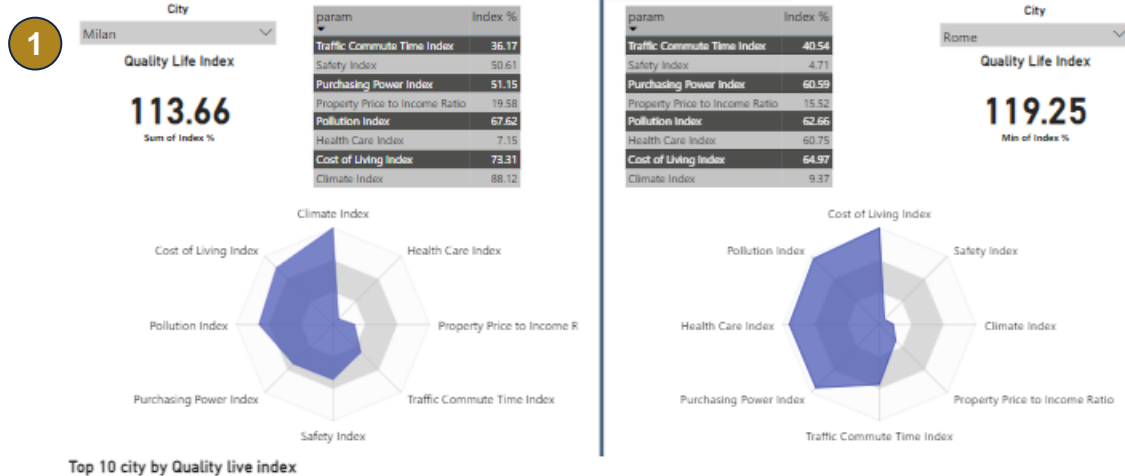 1
City
Milan
Quality Life Index
113.66
Sum of Index %
param Index %
Traffic Commute Time Index 36.17
Safety Index 50.61
Purchasing Power Index 51.15
Property Price to Income Ratio 19.58
Pollution Index 67.62
Health Care Index 7.15
Cost of Living Index 73.31
Climate Index 88.12
Climate Index
Cost of Living Index
Health Care Index
Pollution Index
Property Price to Income R
Purchasing Power Index
Traffic Commute Time Index
Safety Index
param Index %
Traffic Commute Time Index 40.54
Safety Index 4.71
Purchasing Power Index 60.59
Property Price to Income Ratio 15.52
Pollution Index 62.66
Health Care Index 60.75
Cost of Living Index 64.97
Climate Index 9.37
City
Rome
Quality Life Index
119.25
Min of Index %
Cost of Living Index
Pollution Index
Safety Index
Health Care Index
Climate Index
Purchasing Power Index
Property Price to Income Ratio
Traffic Commute Time Index
Top 10 city by Quality live index